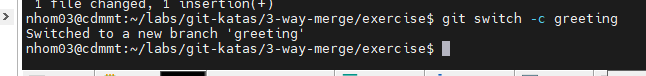 1 file changed, 1 insertion(+)
nhom03@cdmmt:~/labs/git-katas/3-way-merge/exercise$ git switch -c greeting
Switched to a new branch 'greeting'
nhom03@cdmmt:~/labs/git-katas/3-way-merge/exercise$